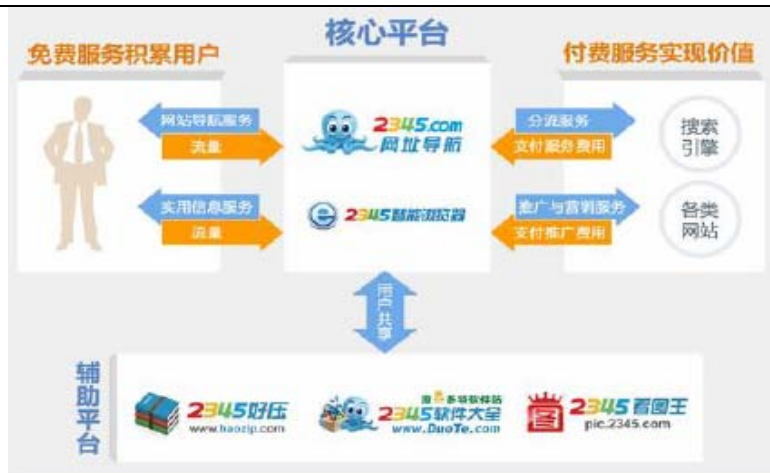 核心平台
免费服务积累用户
付费服务实现价值
网站导航服务
流量
2345.com
网址导航
分流服务
支付服务费用
搜索
引擎
实用信息服务
流量
2345智能浏览器
推广与营销服务
支付推广费用
各类
网站
用户共享
辅助平台
2345好压
www.haozip.com
多特软件站
2345软件大全
www.DuoTe.com
图
2345看图王
pic.2345.com